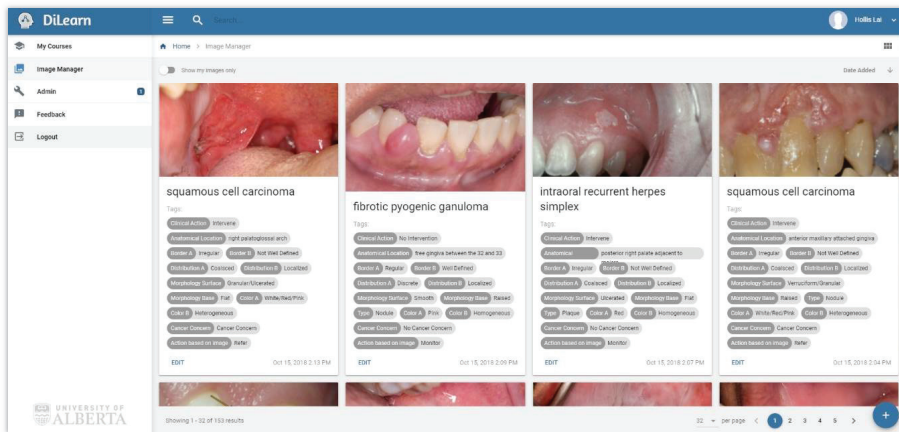 DiLearn
Search...
Hollis Lai
My Courses
Image Manager
Admin 1
Feedback
Logout
Home > Image Manager
Show my images only
Date Added
squamous cell carcinoma
Tags:
Clinical Action Intervene
Anatomical Location right palatoglossal arch
Border A Irregular Border B Not Well Defined
Distribution A Coalsced Distribution B Localized
Morphology Surface Granular/Ulcerated
Morphology Base Flat Color A White/Red/Pink
Color B Heterogeneous
Cancer Concern Cancer Concern
Action based on image Refer
EDIT Oct 15, 2018 2:13 PM
fibrotic pyogenic ganuloma
Tags:
Clinical Action No Intervention
Anatomical Location free gingiva between the 32 and 33
Border A Regular Border B Well Defined
Distribution A Discrete Distribution B Localized
Morphology Surface Smooth Morphology Base Raised
Type Nodule Color A Pink Color B Homogeneous
Cancer Concern No Cancer Concern
Action based on image Monitor
EDIT Oct 15, 2018 2:09 PM
intraoral recurrent herpes
simplex
Tags:
Clinical Action Intervene
Anatomical posterior right palate adjacent to
Border A Irregular Border B Not Well Defined
Distribution A Coalsced Distribution B Localized
Morphology Surface Ulcerated Morphology Base Flat
Type Plaque Color A Red Color B Homogeneous
Cancer Concern No Cancer Concern
Action based on image Monitor
EDIT Oct 15, 2018 2:07 PM
squamous cell carcinoma
Tags:
Clinical Action Intervene
Anatomical Location anterior maxillary attached gingiva
Border A Irregular Border B Not Well Defined
Distribution A Coalsced Distribution B Localized
Morphology Surface Verruciform/Granular
Morphology Base Raised Type Nodule
Color A White/Red/Pink Color B Heterogeneous
Cancer Concern Cancer Concern
Action based on image Refer
EDIT Oct 15, 2018 2:04 PM
UNIVERSITY OF
ALBERTA
Showing 1 - 32 of 153 results
32 per page < 1 2 3 4 5 >
+